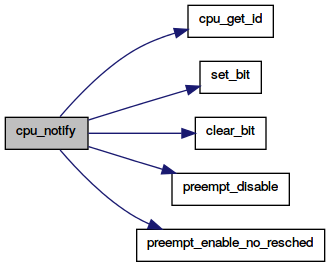 cpu_notify
cpu_get_id
set_bit
clear_bit
preempt_disable
preempt_enable_no_resched